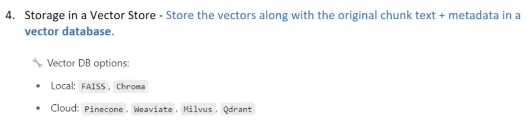 4. Storage in a Vector Store - Store the vectors along with the original chunk text + metadata in a
vector database.
🔧 Vector DB options:
• Local: FAISS, Chroma
• Cloud: Pinecone, Weaviate, Milvus, Qdrant